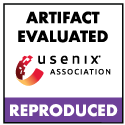 ARTIFACT
EVALUATED
usenix
ASSOCIATION
REPRODUCED